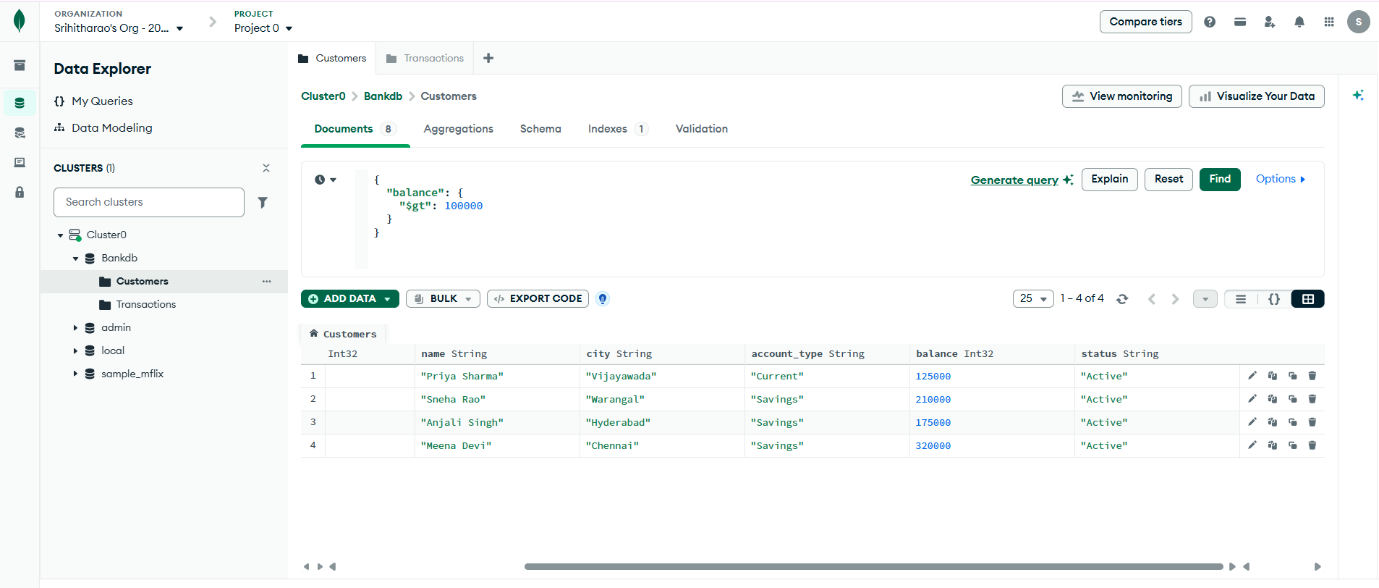 ORGANIZATION
Srihitharao's Org - 20...
PROJECT
Project 0
Compare tiers
S
Data Explorer
{} My Queries
Data Modeling
CLUSTERS (1)
Search clusters
Cluster0
Bankdb
Customers
Transactions
admin
local
sample_mflix
Customers
Transactions
Cluster0 > Bankdb > Customers
View monitoring
Visualize Your Data
Documents 8
Aggregations
Schema
Indexes 1
Validation
{
"balance": {
"$gt": 100000
}
}
Generate query
Explain
Reset
Find
Options
ADD DATA
BULK
EXPORT CODE
25
1 – 4 of 4
{}
Customers
Int32 name String city String account_type String balance Int32 status String
1 "Priya Sharma" "Vijayawada" "Current" 125000 "Active"
2 "Sneha Rao" "Warangal" "Savings" 210000 "Active"
3 "Anjali Singh" "Hyderabad" "Savings" 175000 "Active"
4 "Meena Devi" "Chennai" "Savings" 320000 "Active"